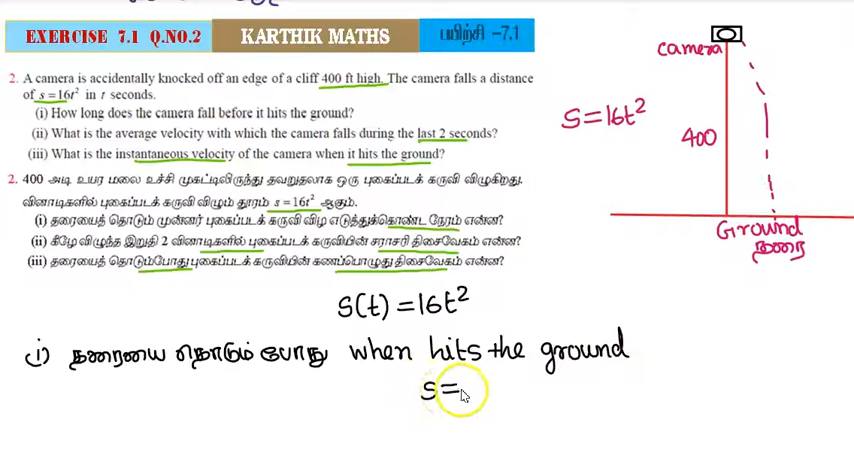 EXERCISE 7.1 Q.NO.2 KARTHIK MATHS பயிற்சி -7.1
2. A camera is accidentally knocked off an edge of a cliff 400 ft high. The camera falls a distance
of s = 16t² in t seconds.
(i) How long does the camera fall before it hits the ground?
(ii) What is the average velocity with which the camera falls during the last 2 seconds?
(iii) What is the instantaneous velocity of the camera when it hits the ground?
2. 400 அடி உயர மலை உச்சி முகட்டிலிருந்து தவறுதலாக ஒரு புகைப்படக் கருவி விழுகிறது.
வினாடிகளில் புகைப்படக் கருவி விழும் தூரம் s = 16t² ஆகும்.
(i) தரையைத் தொடும் முன்னர் புகைப்படக் கருவி விழ எடுத்துக்கொண்ட நேரம் என்ன?
(ii) கீழே விழுந்த இறுதி 2 வினாடிகளில் புகைப்படக் கருவியின் சராசரி திசைவேகம் என்ன?
(iii) தரையைத் தொடும்போது புகைப்படக் கருவியின் கணப்பொழுது திசைவேகம் என்ன?
camera
S=16t²
400
Ground
தரை
S(t) = 16t²
i) தரையை தொடும் போது when hits the ground
S=